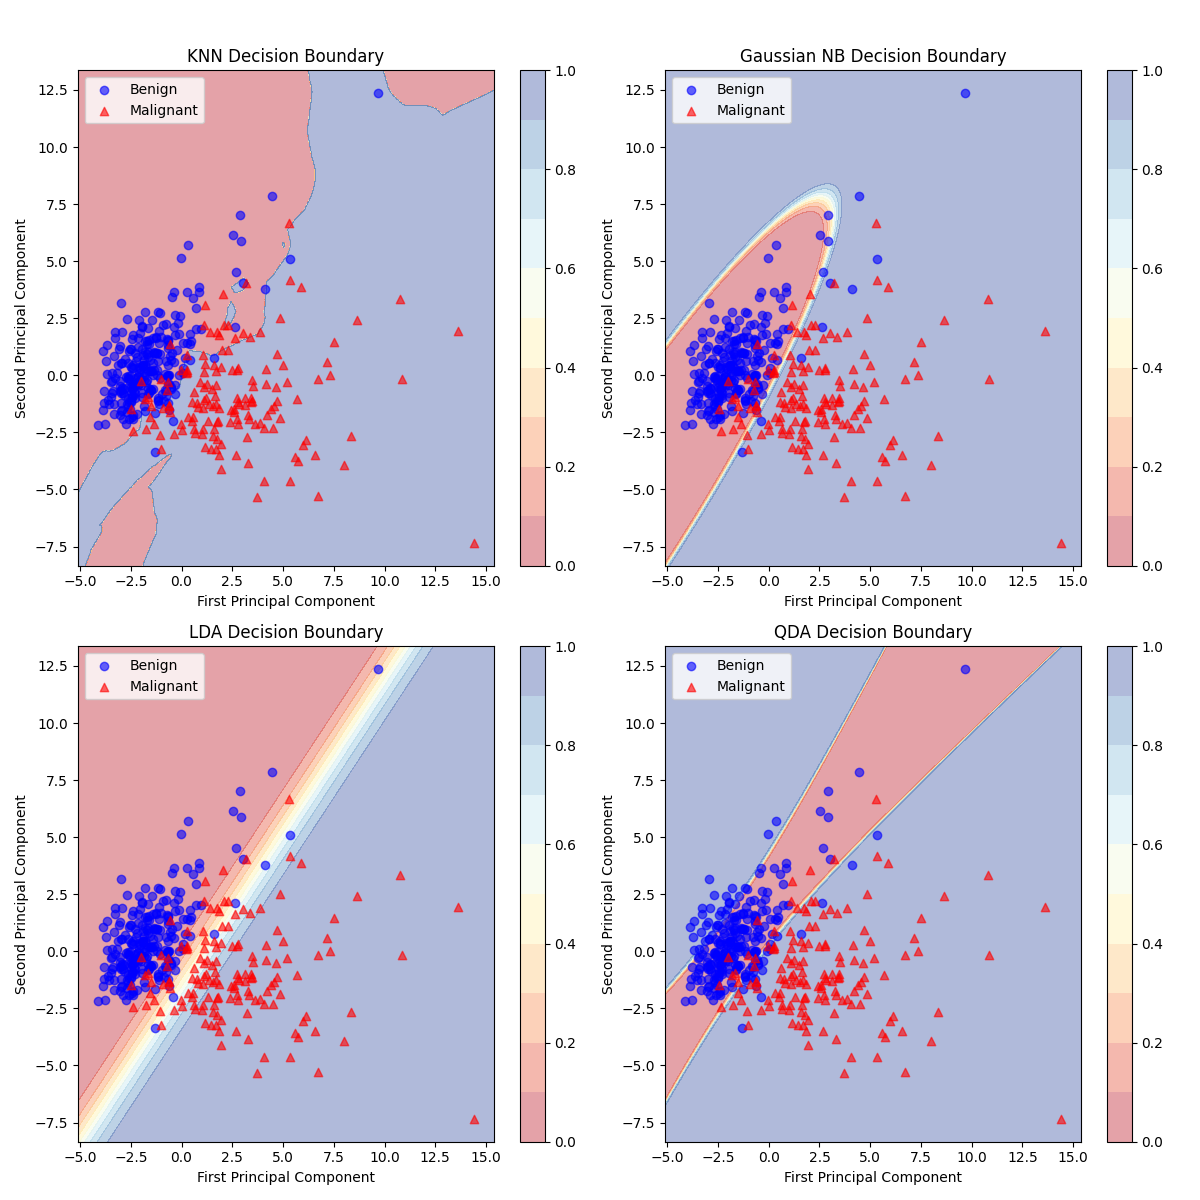 KNN Decision Boundary
Benign
Malignant
12.5
10.0
7.5
5.0
2.5
0.0
−2.5
−5.0
−7.5
−5.0 −2.5 0.0 2.5 5.0 7.5 10.0 12.5 15.0
First Principal Component
Second Principal Component
1.0
0.8
0.6
0.4
0.2
0.0
Gaussian NB Decision Boundary
Benign
Malignant
12.5
10.0
7.5
5.0
2.5
0.0
−2.5
−5.0
−7.5
−5.0 −2.5 0.0 2.5 5.0 7.5 10.0 12.5 15.0
First Principal Component
Second Principal Component
1.0
0.8
0.6
0.4
0.2
0.0
LDA Decision Boundary
Benign
Malignant
12.5
10.0
7.5
5.0
2.5
0.0
−2.5
−5.0
−7.5
−5.0 −2.5 0.0 2.5 5.0 7.5 10.0 12.5 15.0
First Principal Component
Second Principal Component
1.0
0.8
0.6
0.4
0.2
0.0
QDA Decision Boundary
Benign
Malignant
12.5
10.0
7.5
5.0
2.5
0.0
−2.5
−5.0
−7.5
−5.0 −2.5 0.0 2.5 5.0 7.5 10.0 12.5 15.0
First Principal Component
Second Principal Component
1.0
0.8
0.6
0.4
0.2
0.0